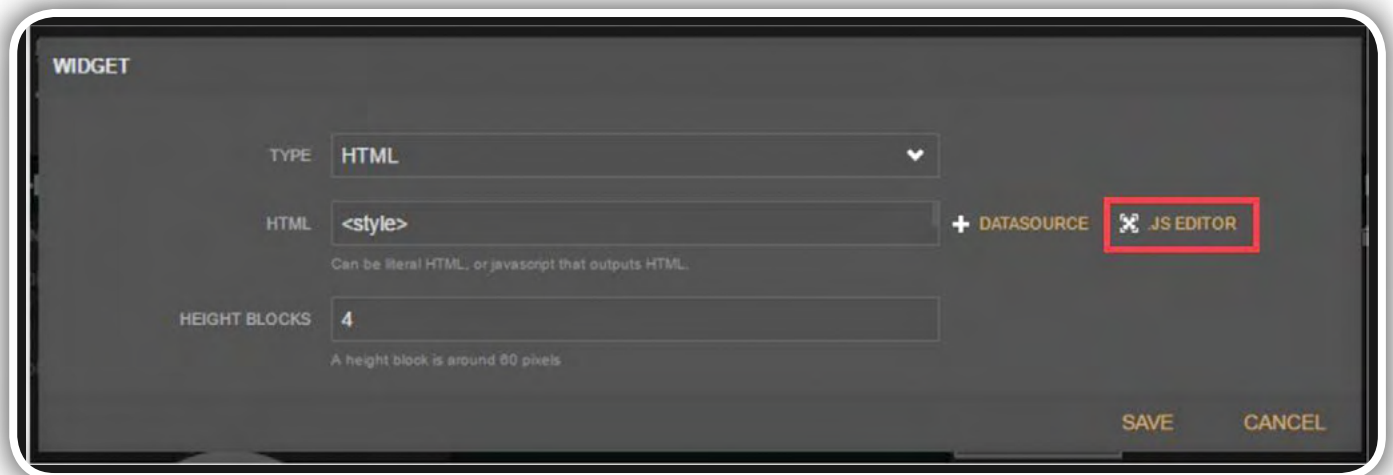 WIDGET
TYPE HTML
HTML <style> + DATASOURCE .JS EDITOR
Can be literal HTML, or javascript that outputs HTML.
HEIGHT BLOCKS 4
A height block is around 60 pixels
SAVE CANCEL